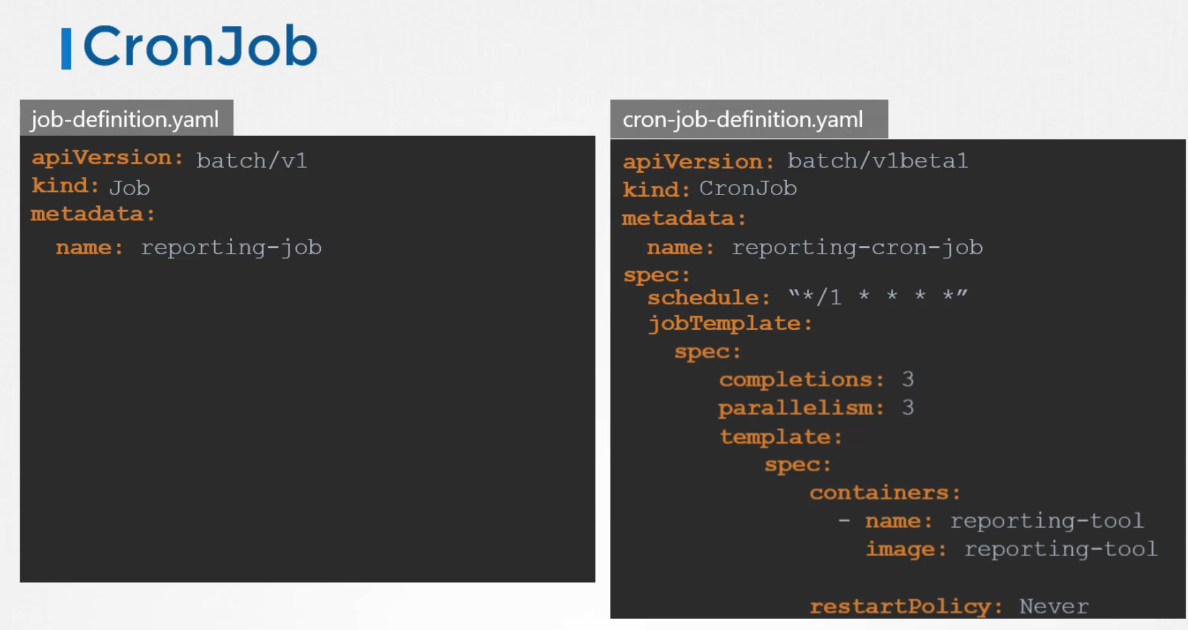 CronJob
job-definition.yaml
apiVersion: batch/v1
kind: Job
metadata:
name: reporting-job
cron-job-definition.yaml
apiVersion: batch/v1beta1
kind: CronJob
metadata:
name: reporting-cron-job
spec:
schedule: “*/1 * * * *”
jobTemplate:
spec:
completions: 3
parallelism: 3
template:
spec:
containers:
- name: reporting-tool
image: reporting-tool
restartPolicy: Never